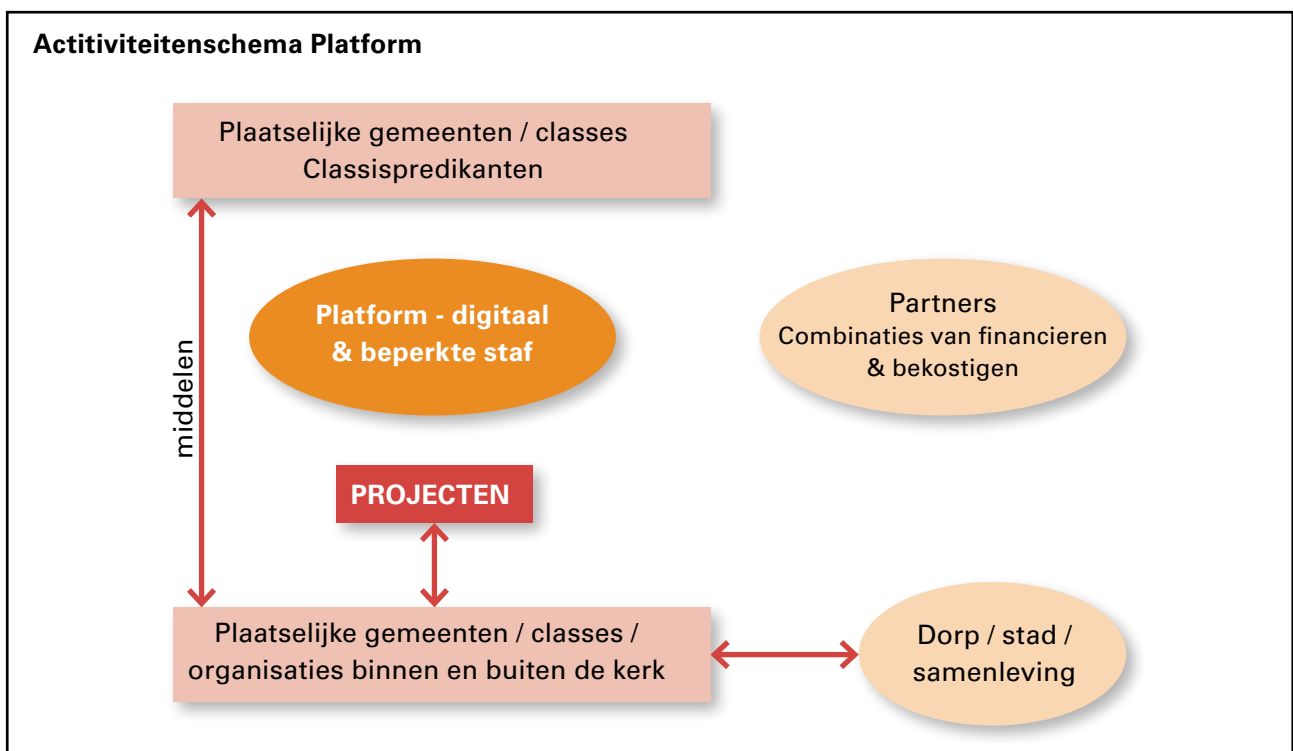 Actitiviteitenschema Platform
Plaatselijke gemeenten / classes
Classispredikanten
Platform - digitaal
& beperkte staf
Partners
Combinaties van financieren
& bekostigen
middelen
PROJECTEN
Plaatselijke gemeenten / classes /
organisaties binnen en buiten de kerk
Dorp / stad /
samenleving